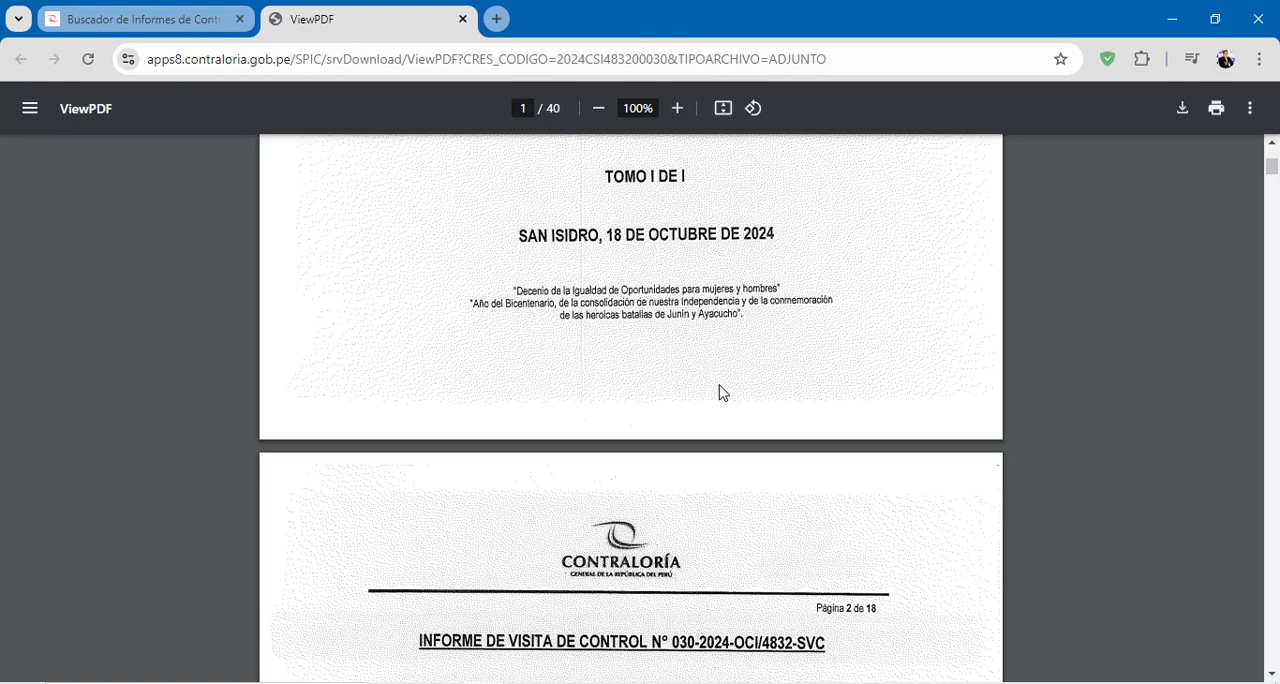 Buscador de Informes de Cont
ViewPDF
apps8.contraloria.gob.pe/SPIC/srvDownload/ViewPDF?CRES_CODIGO=2024CSI483200030&TIPOARCHIVO=ADJUNTO
ViewPDF
1 / 40
100%
TOMO I DE I
SAN ISIDRO, 18 DE OCTUBRE DE 2024
"Decenio de la Igualdad de Oportunidades para mujeres y hombres"
"Año del Bicentenario, de la consolidación de nuestra Independencia y de la conmemoración
de las heroicas batallas de Junín y Ayacucho".
CONTRALORÍA
GENERAL DE LA REPÚBLICA DEL PERÚ
Página 2 de 18
INFORME DE VISITA DE CONTROL N° 030-2024-OCI/4832-SVC